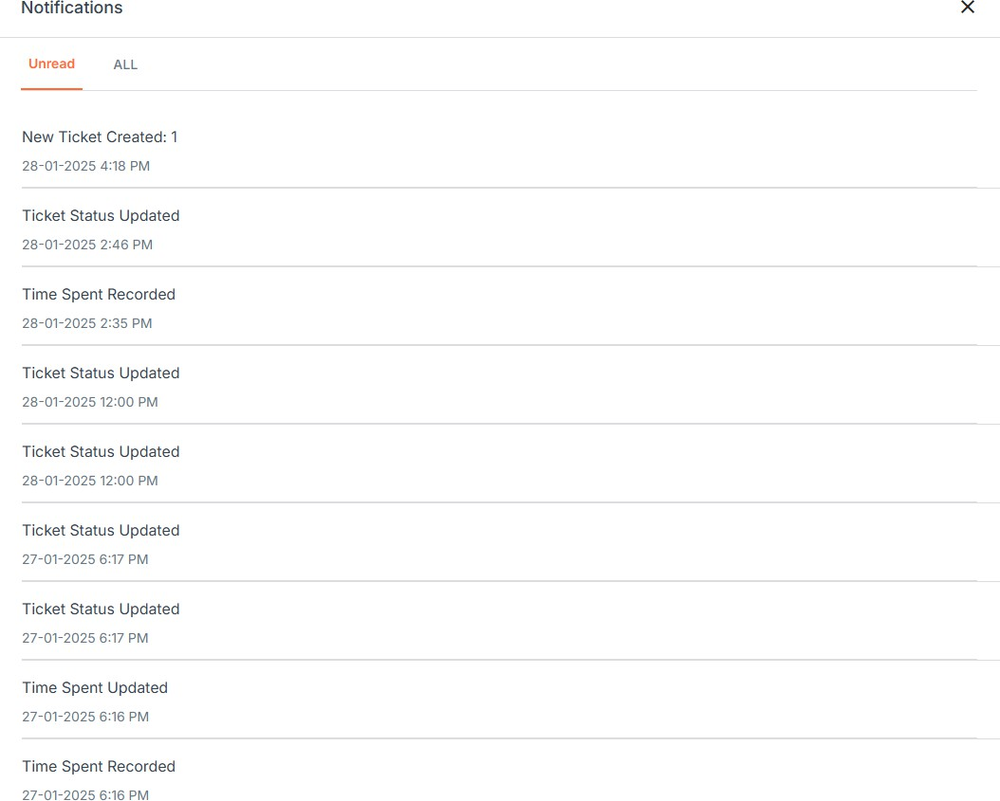 Notifications
Unread ALL
New Ticket Created: 1
28-01-2025 4:18 PM
Ticket Status Updated
28-01-2025 2:46 PM
Time Spent Recorded
28-01-2025 2:35 PM
Ticket Status Updated
28-01-2025 12:00 PM
Ticket Status Updated
28-01-2025 12:00 PM
Ticket Status Updated
27-01-2025 6:17 PM
Ticket Status Updated
27-01-2025 6:17 PM
Time Spent Updated
27-01-2025 6:16 PM
Time Spent Recorded
27-01-2025 6:16 PM